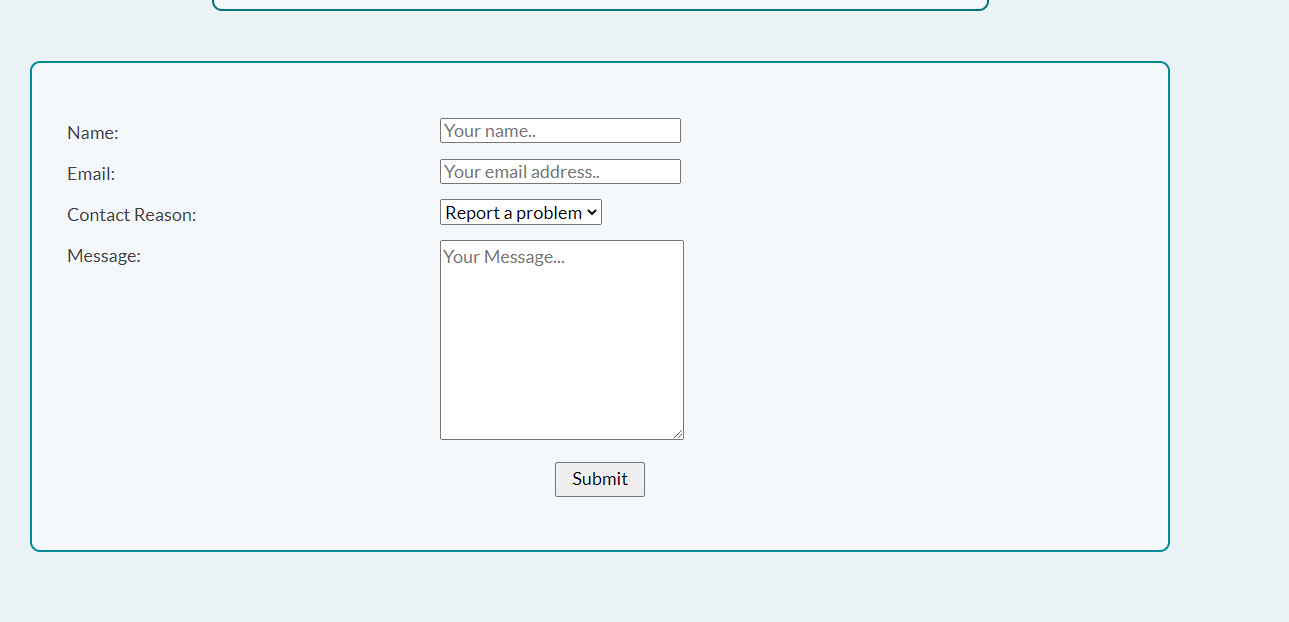 Name:
Your name..
Email:
Your email address..
Contact Reason:
Report a problem
Message:
Your Message...
Submit